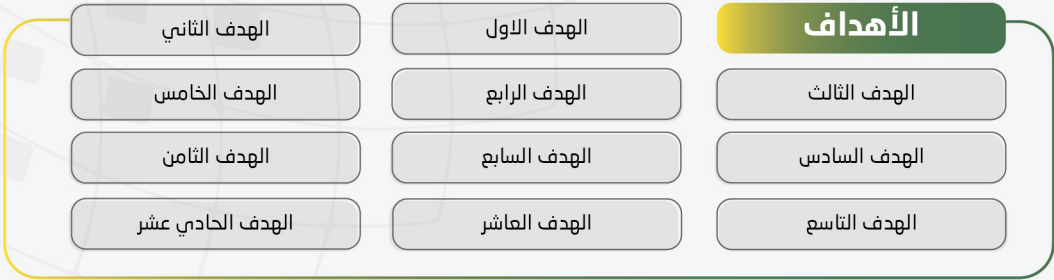 الأهداف
الهدف الاول
الهدف الثاني
الهدف الثالث
الهدف الرابع
الهدف الخامس
الهدف السادس
الهدف السابع
الهدف الثامن
الهدف التاسع
الهدف العاشر
الهدف الحادي عشر